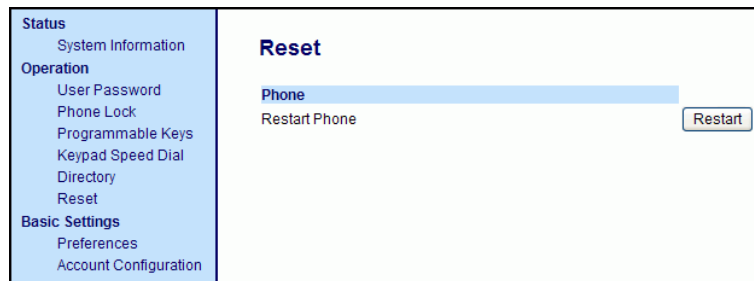 Status
System Information
Operation
User Password
Phone Lock
Programmable Keys
Keypad Speed Dial
Directory
Reset
Basic Settings
Preferences
Account Configuration
Reset
Phone
Restart Phone
Restart